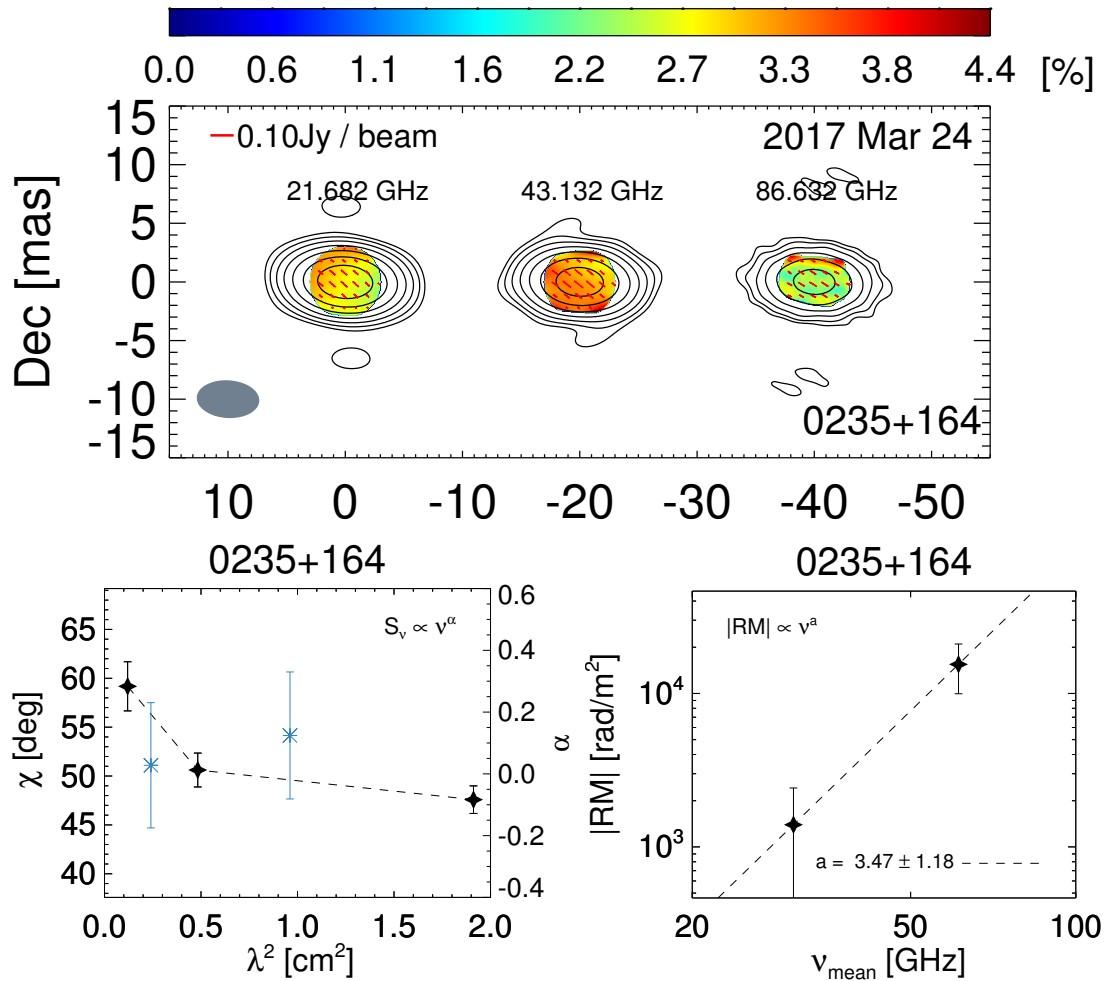 0.0 0.6 1.1 1.6 2.2 2.7 3.3 3.8 4.4 [%]
15
10
5
0
-5
-10
-15
Dec [mas]
0.10Jy / beam
2017 Mar 24
21.682 GHz
43.132 GHz
86.632 GHz
0235+164
10 0 -10 -20 -30 -40 -50
0235+164
65
60
55
50
45
40
χ [deg]
S_ν ∝ ν^α
0.6
0.4
0.2
0.0
-0.2
-0.4
α
0.0 0.5 1.0 1.5 2.0
λ² [cm²]
0235+164
|RM| ∝ ν^a
10⁴
10³
|RM| [rad/m²]
a = 3.47 ± 1.18
20 50 100
ν_mean [GHz]